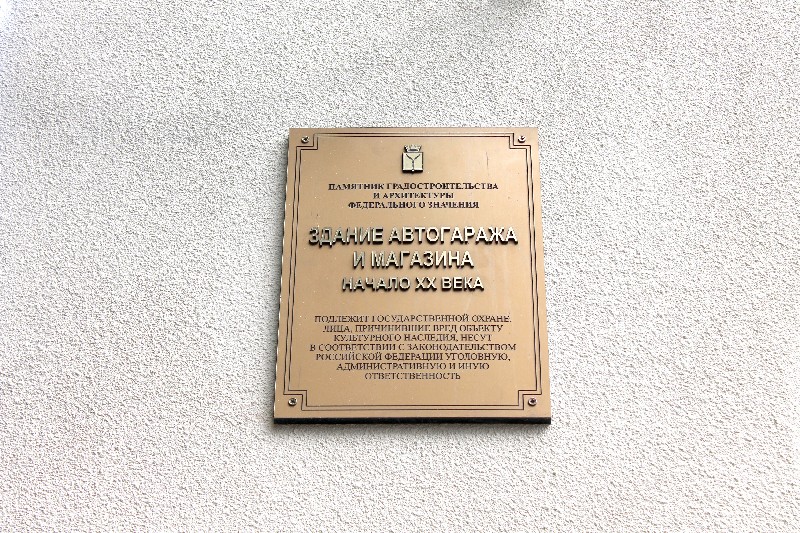 ПАМЯТНИК ГРАДОСТРОИТЕЛЬСТВА
И АРХИТЕКТУРЫ
ФЕДЕРАЛЬНОГО ЗНАЧЕНИЯ
ЗДАНИЕ АВТОГАРАЖА
И МАГАЗИНА
НАЧАЛО XX ВЕКА
ПОДЛЕЖИТ ГОСУДАРСТВЕННОЙ ОХРАНЕ.
ЛИЦА, ПРИЧИНИВШИЕ ВРЕД ОБЪЕКТУ
КУЛЬТУРНОГО НАСЛЕДИЯ, НЕСУТ
В СООТВЕТСТВИИ С ЗАКОНОДАТЕЛЬСТВОМ
РОССИЙСКОЙ ФЕДЕРАЦИИ УГОЛОВНУЮ,
АДМИНИСТРАТИВНУЮ И ИНУЮ
ОТВЕТСТВЕННОСТЬ